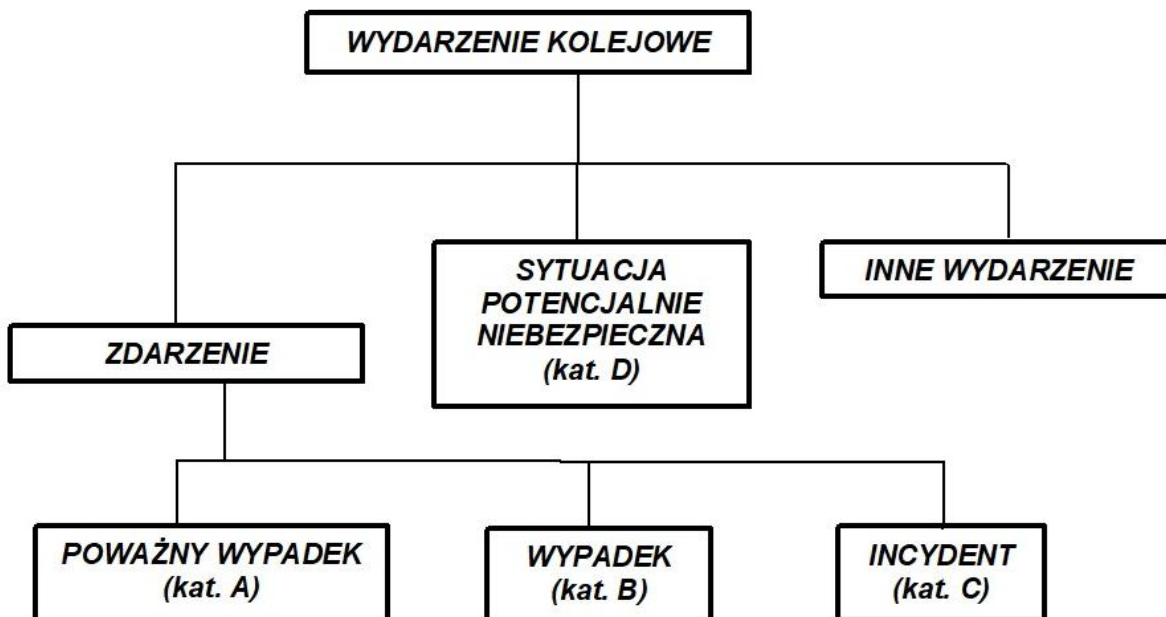 WYDARZENIE KOLEJOWE
SYTUACJA
POTENCJALNIE
NIEBEZPIECZNA
(kat. D)
INNE WYDARZENIE
ZDARZENIE
POWAŻNY WYPADEK
(kat. A)
WYPADEK
(kat. B)
INCYDENT
(kat. C)